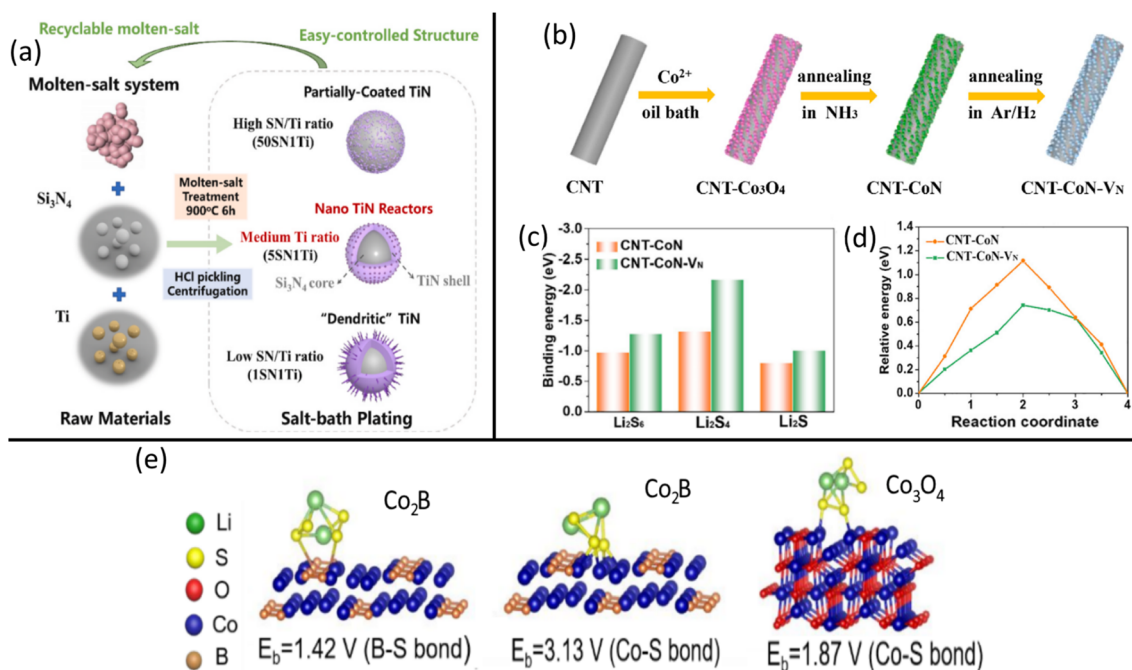 (a)
Recyclable molten-salt
Easy-controlled Structure
Molten-salt system
Si₃N₄
Ti
Raw Materials
Molten-salt
Treatment
900°C 6h
HCl pickling
Centrifugation
Partially-Coated TiN
High SN/Ti ratio
(50SN1Ti)
Nano TiN Reactors
Medium Ti ratio
(5SN1Ti)
Si₃N₄ core
TiN shell
"Dendritic" TiN
Low SN/Ti ratio
(1SN1Ti)
Salt-bath Plating
(b)
Co²⁺
oil bath
annealing
in NH₃
annealing
in Ar/H₂
CNT
CNT-Co₃O₄
CNT-CoN
CNT-CoN-VN
(c)
Binding energy (eV)
-3.0
-2.5
-2.0
-1.5
-1.0
-0.5
-0.0
CNT-CoN
CNT-CoN-VN
Li₂S₆
Li₂S₄
Li₂S
(d)
Relative energy (eV)
1.4
1.2
1.0
0.8
0.6
0.4
0.2
0.0
CNT-CoN
CNT-CoN-VN
0
1
2
3
4
Reaction coordinate
(e)
Li
S
O
Co
B
Co₂B
E_b=1.42 V (B-S bond)
Co₂B
E_b=3.13 V (Co-S bond)
Co₃O₄
E_b=1.87 V (Co-S bond)